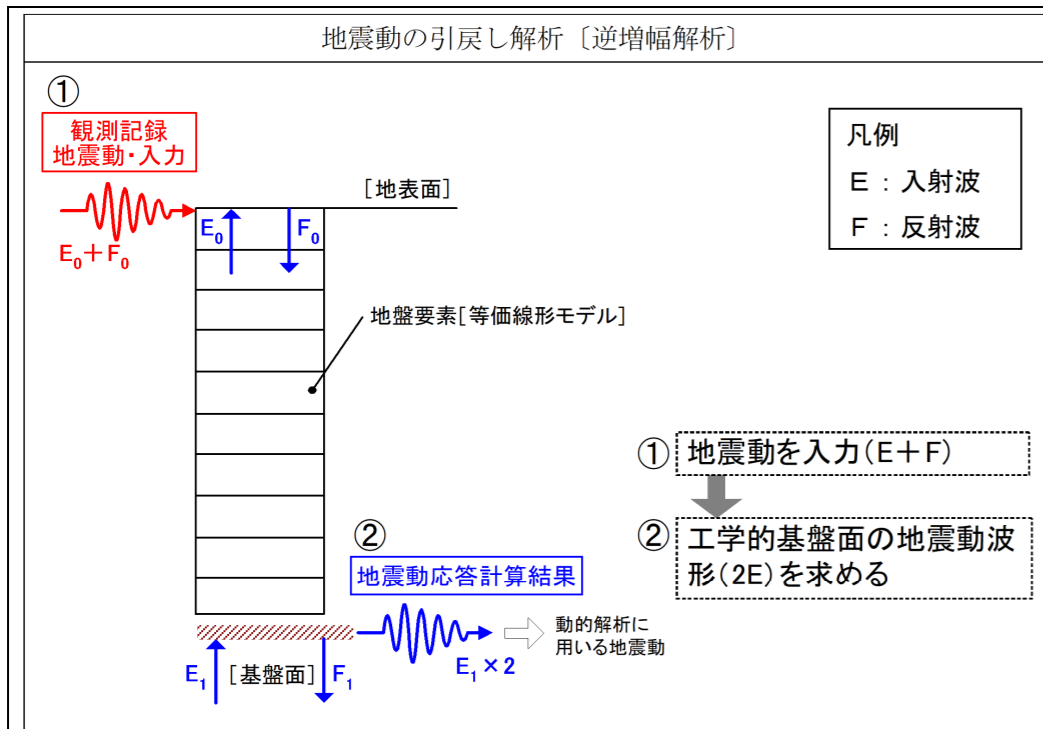 地震動の引戻し解析〔逆増幅解析〕
①
観測記録
地震動・入力
E₀+F₀
[地表面]
E₀
F₀
凡例
E : 入射波
F : 反射波
地盤要素[等価線形モデル]
① 地震動を入力(E+F)
② 工学的基盤面の地震動波
形(2E)を求める
②
地震動応答計算結果
動的解析に
用いる地震動
E₁×2
E₁
[基盤面]
F₁